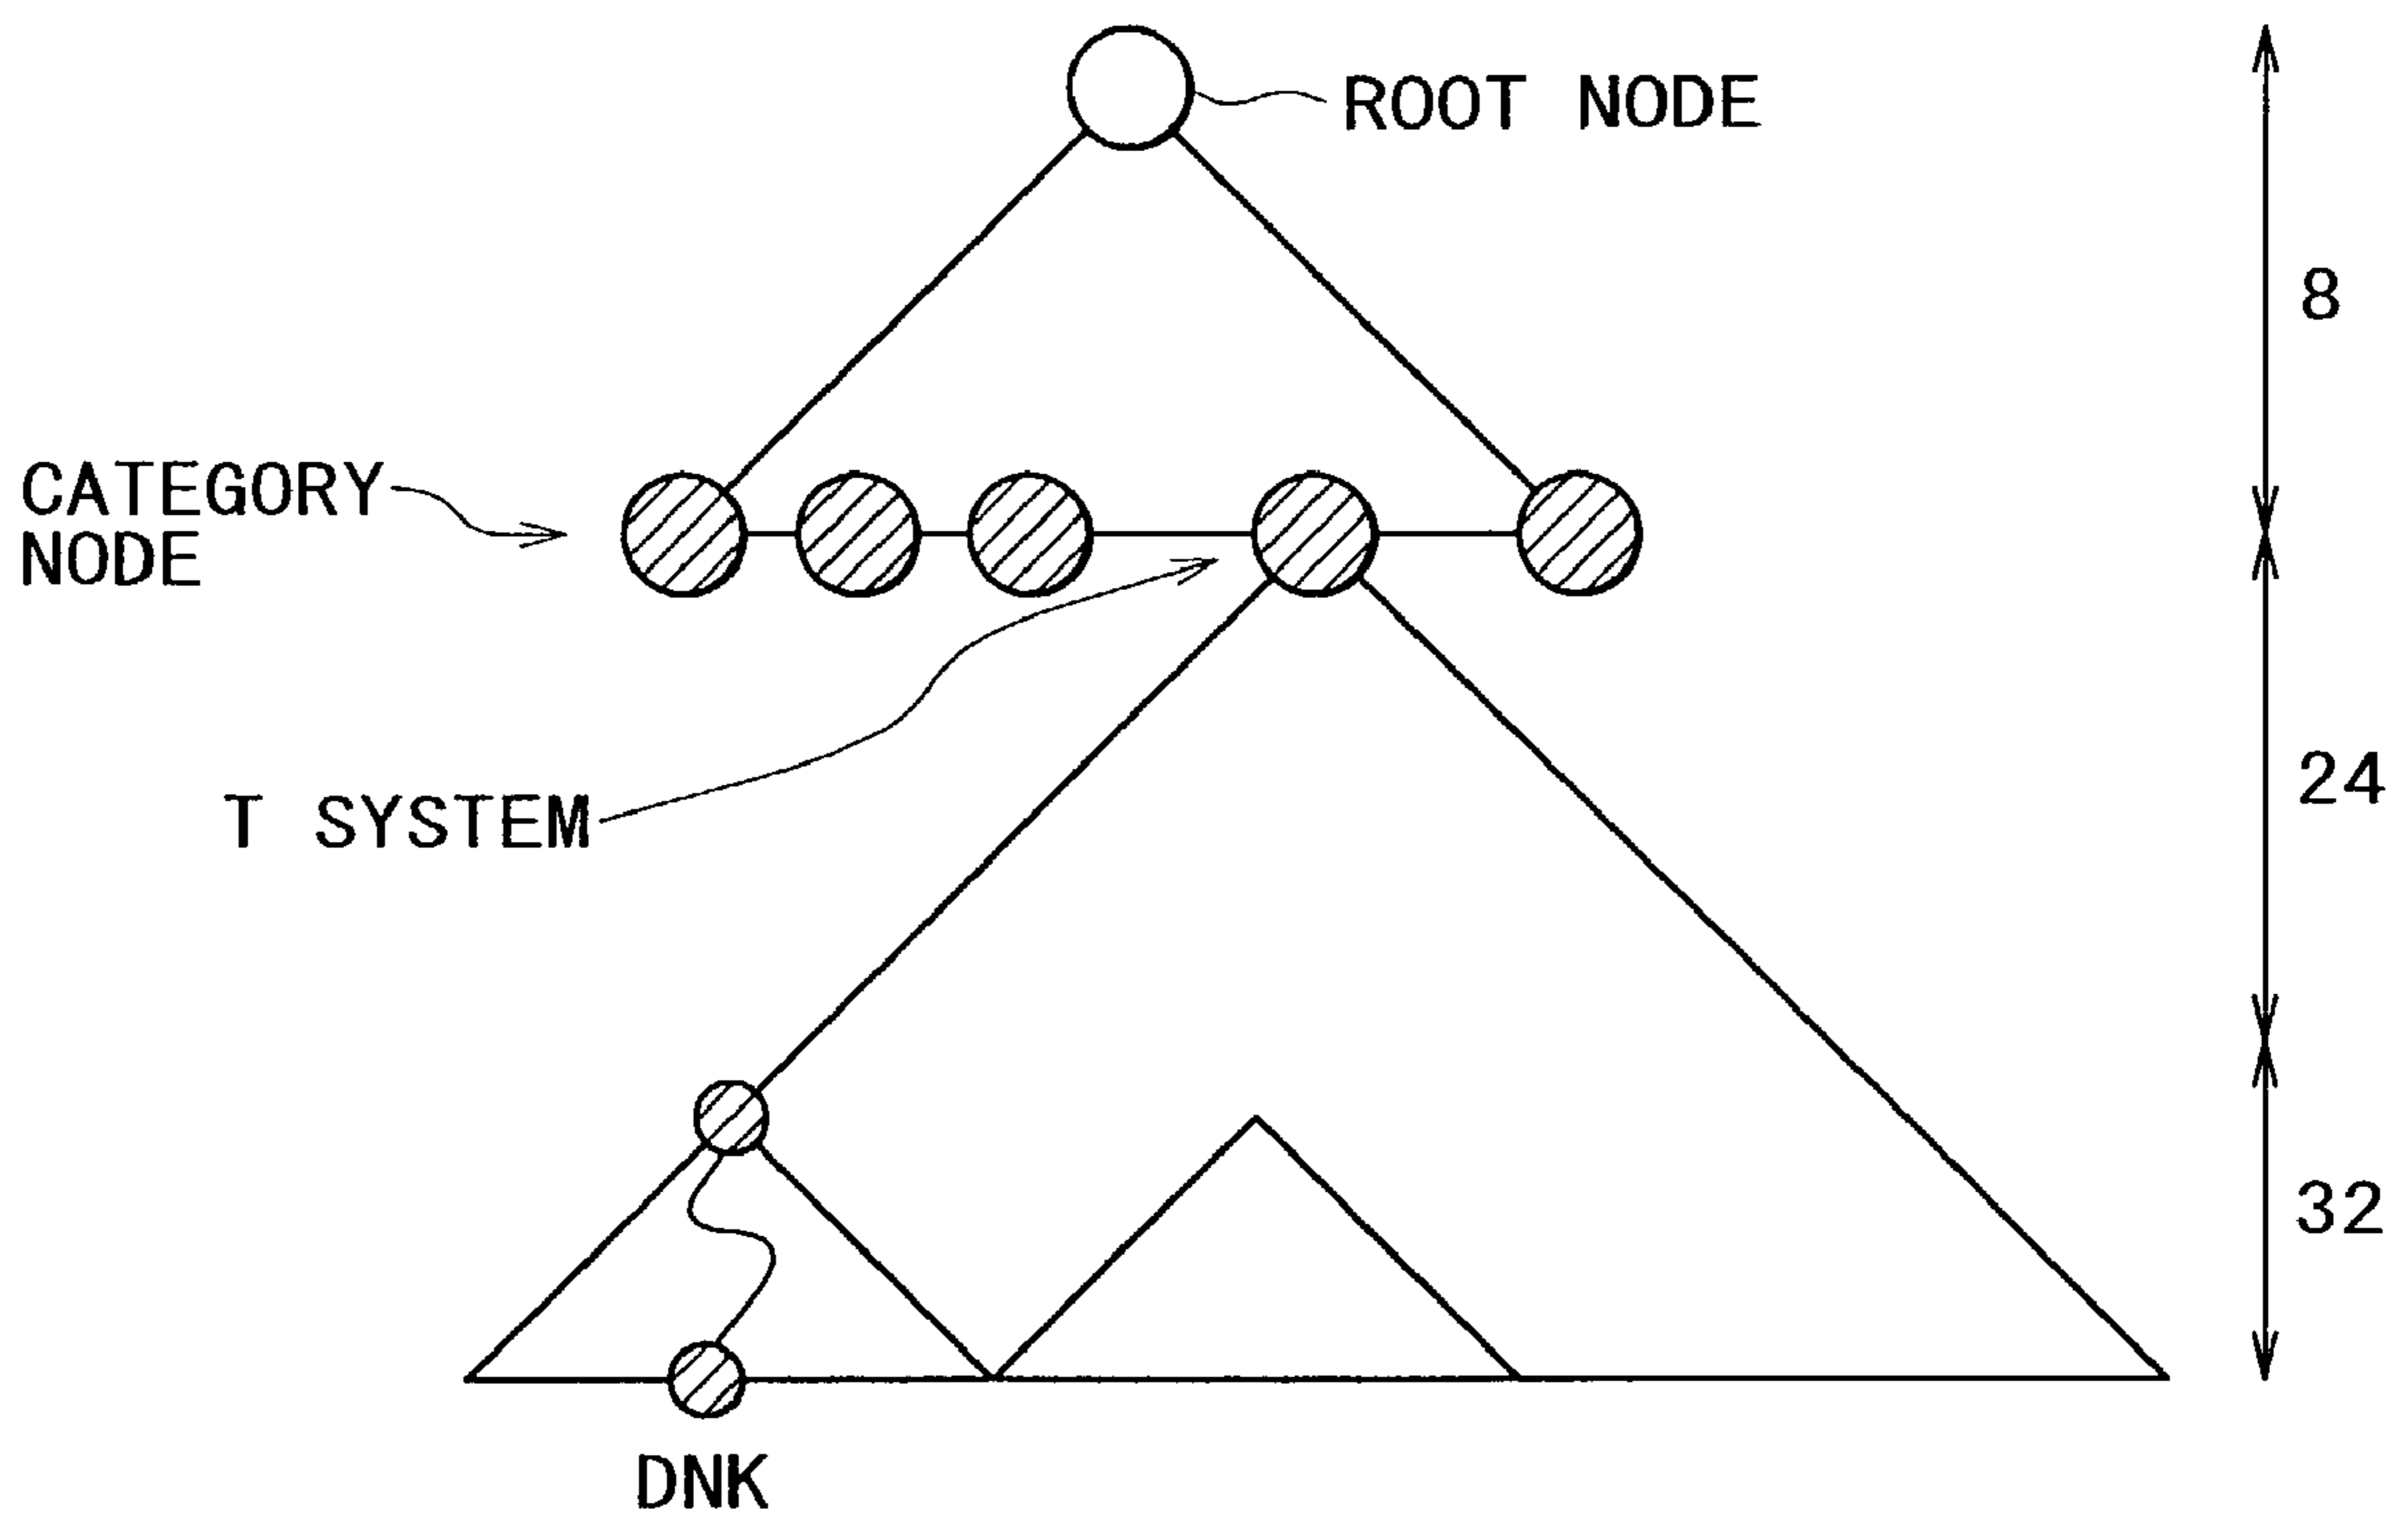 ROOT NODE
8
CATEGORY
NODE
24
T SYSTEM
32
DNK